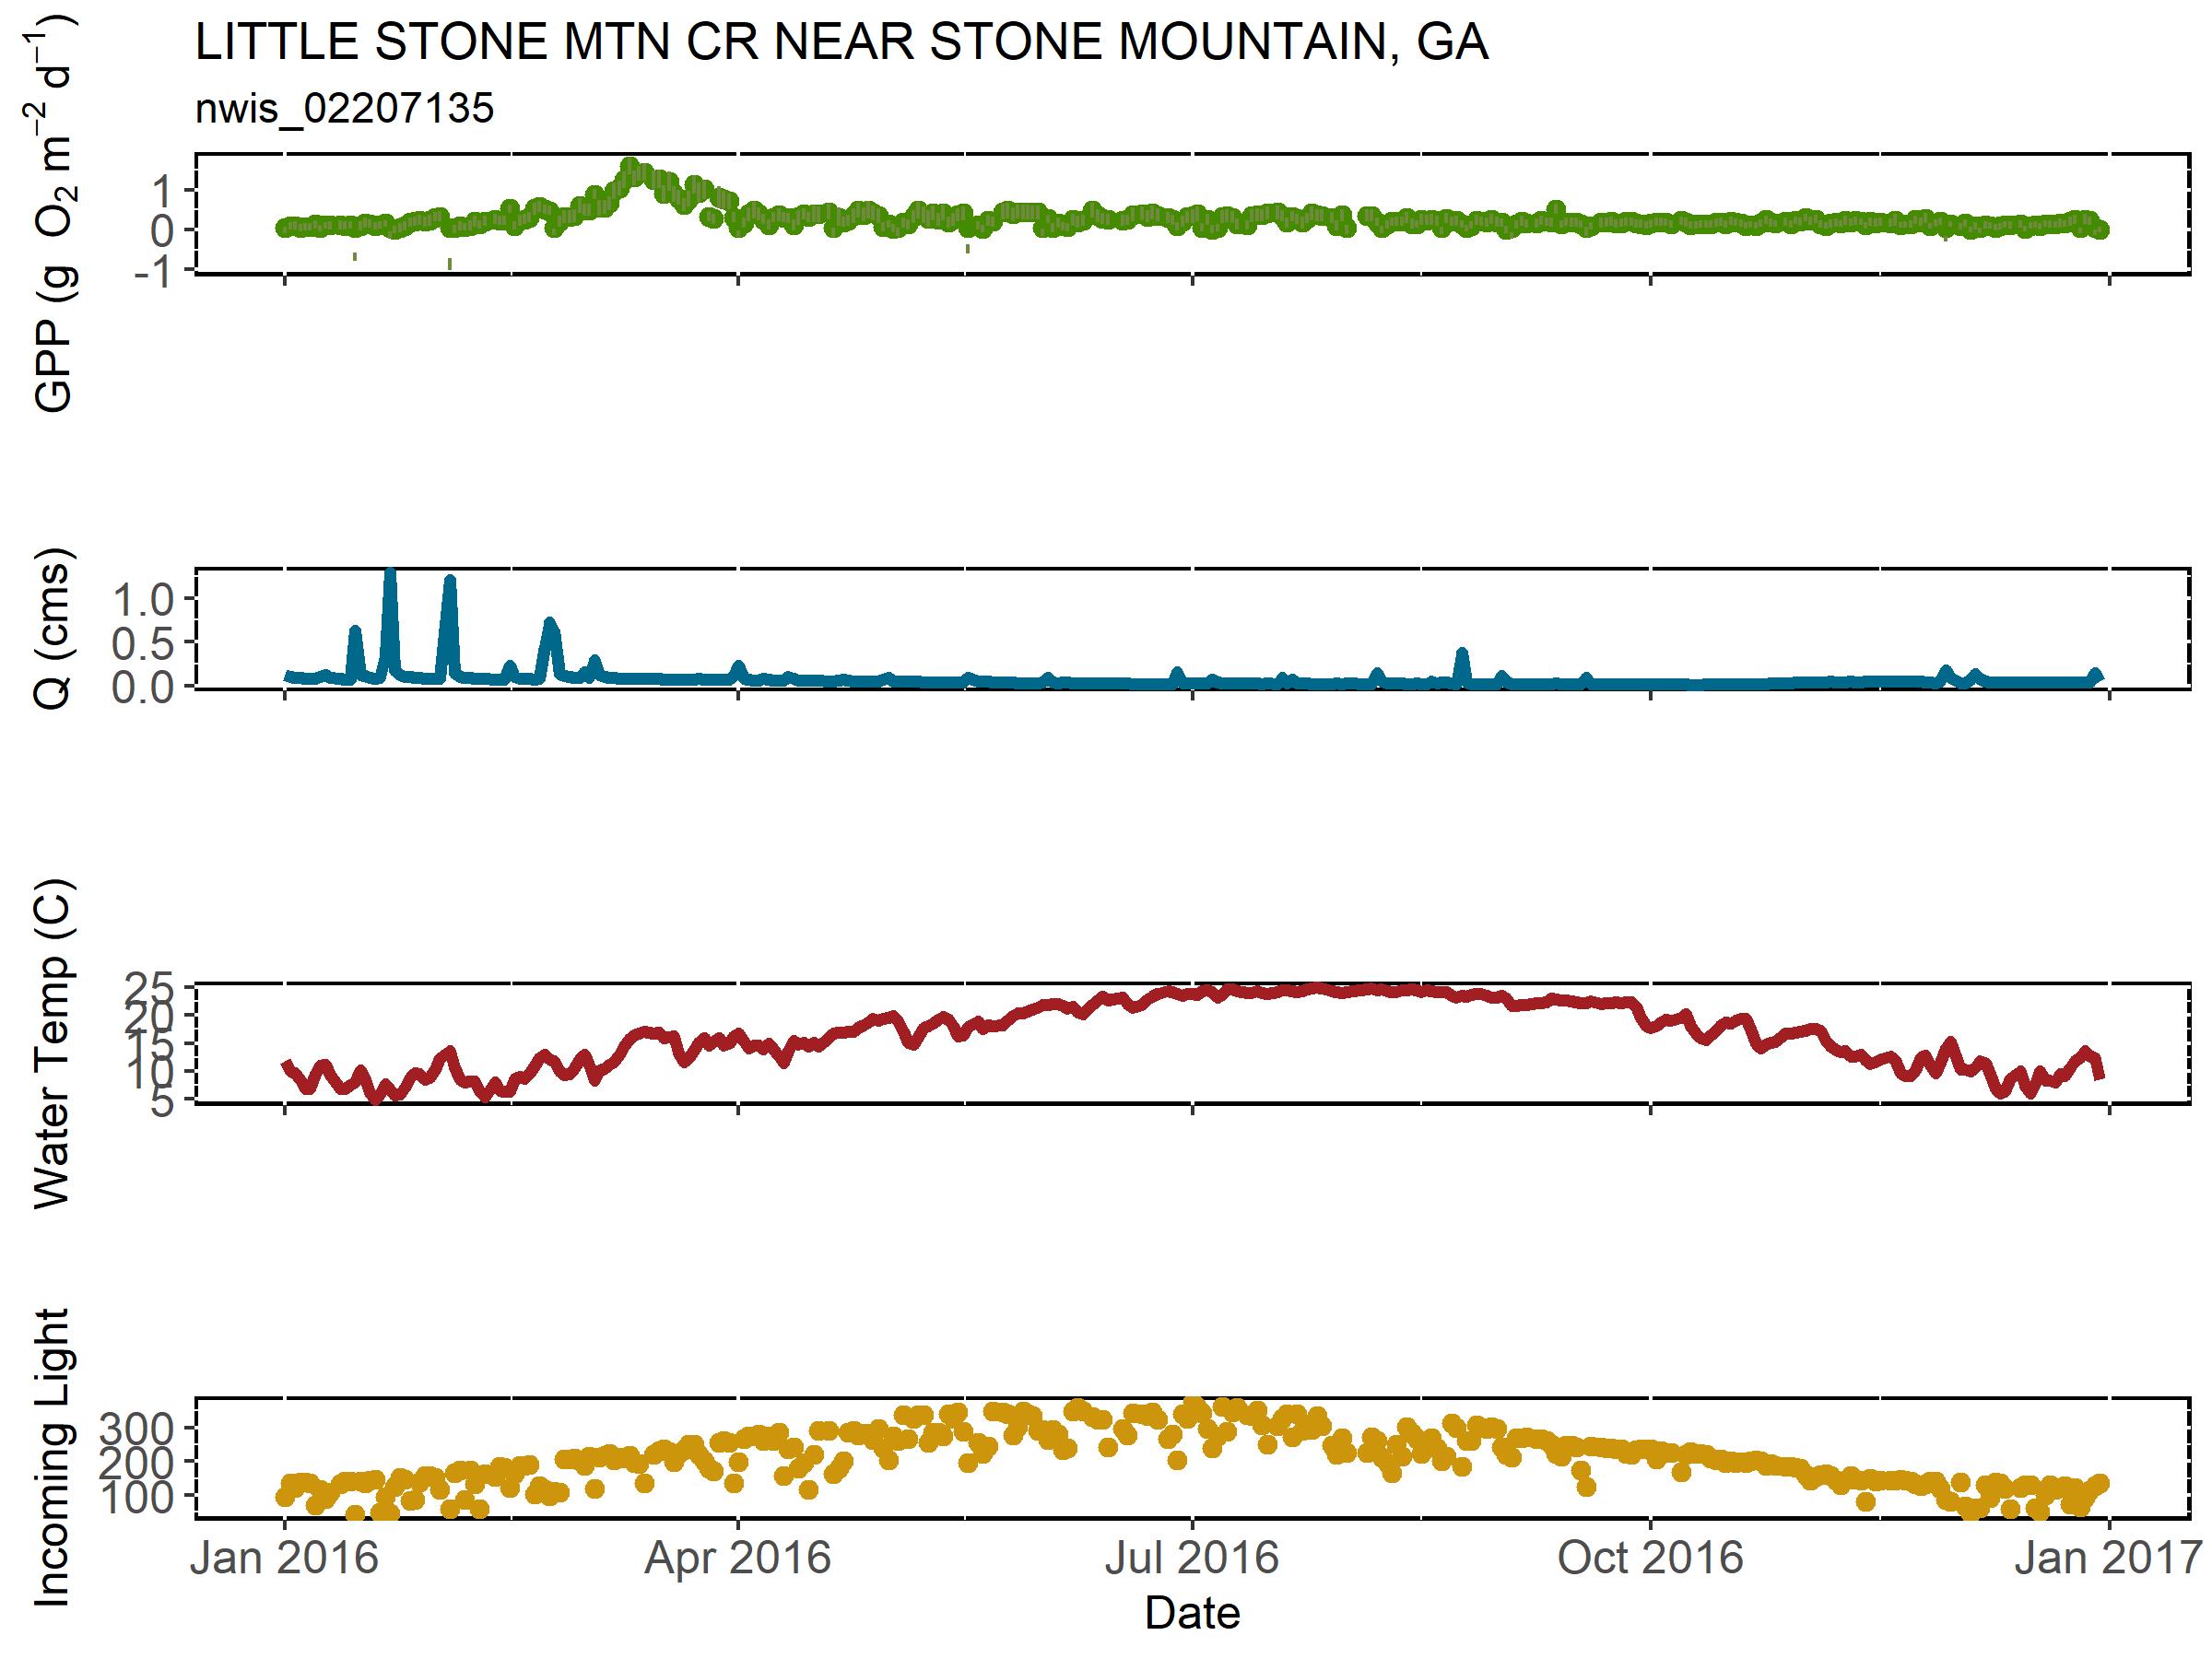 LITTLE STONE MTN CR NEAR STONE MOUNTAIN, GA
nwis_02207135
GPP (g O₂ m⁻² d⁻¹)
1
0
-1
Q (cms)
1.0
0.5
0.0
Water Temp (C)
25
20
15
10
5
Incoming Light
300
200
100
Jan 2016 Apr 2016 Jul 2016 Oct 2016 Jan 2017
Date